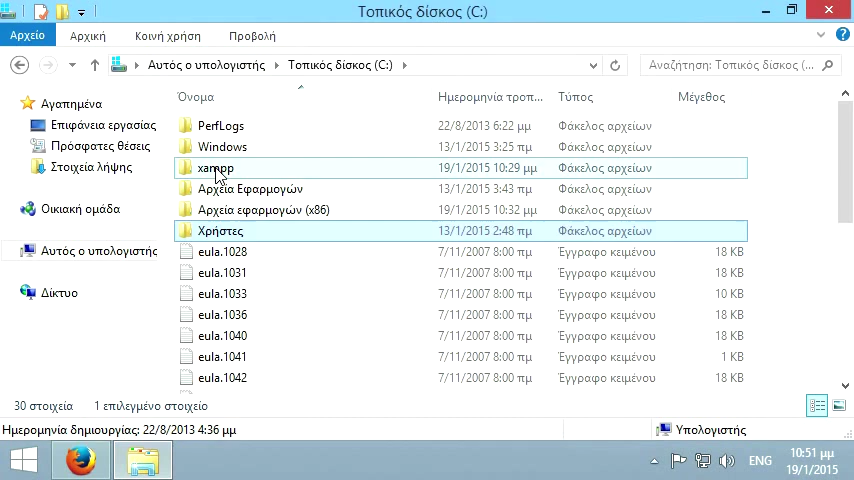 Τοπικός δίσκος (C:)
Αρχείο Αρχική Κοινή χρήση Προβολή
Αυτός ο υπολογιστής Τοπικός δίσκος (C:) Αναζήτηση: Τοπικός δίσκος (...
Όνομα Ημερομηνία τροπ... Τύπος Μέγεθος
Αγαπημένα
Επιφάνεια εργασίας
Πρόσφατες θέσεις
Στοιχεία λήψης
Οικιακή ομάδα
Αυτός ο υπολογιστής
Δίκτυο
PerfLogs 22/8/2013 6:22 μμ Φάκελος αρχείων
Windows 13/1/2015 3:25 πμ Φάκελος αρχείων
xampp 19/1/2015 10:29 μμ Φάκελος αρχείων
Αρχεία Εφαρμογών 13/1/2015 3:43 πμ Φάκελος αρχείων
Αρχεία εφαρμογών (x86) 19/1/2015 10:32 μμ Φάκελος αρχείων
Χρήστες 13/1/2015 2:48 πμ Φάκελος αρχείων
eula.1028 7/11/2007 8:00 πμ Έγγραφο κειμένου 18 KB
eula.1031 7/11/2007 8:00 πμ Έγγραφο κειμένου 18 KB
eula.1033 7/11/2007 8:00 πμ Έγγραφο κειμένου 10 KB
eula.1036 7/11/2007 8:00 πμ Έγγραφο κειμένου 18 KB
eula.1040 7/11/2007 8:00 πμ Έγγραφο κειμένου 18 KB
eula.1041 7/11/2007 8:00 πμ Έγγραφο κειμένου 1 KB
eula.1042 7/11/2007 8:00 πμ Έγγραφο κειμένου 18 KB
30 στοιχεία 1 επιλεγμένο στοιχείο
Ημερομηνία δημιουργίας: 22/8/2013 4:36 μμ Υπολογιστής
ENG 10:51 μμ
19/1/2015